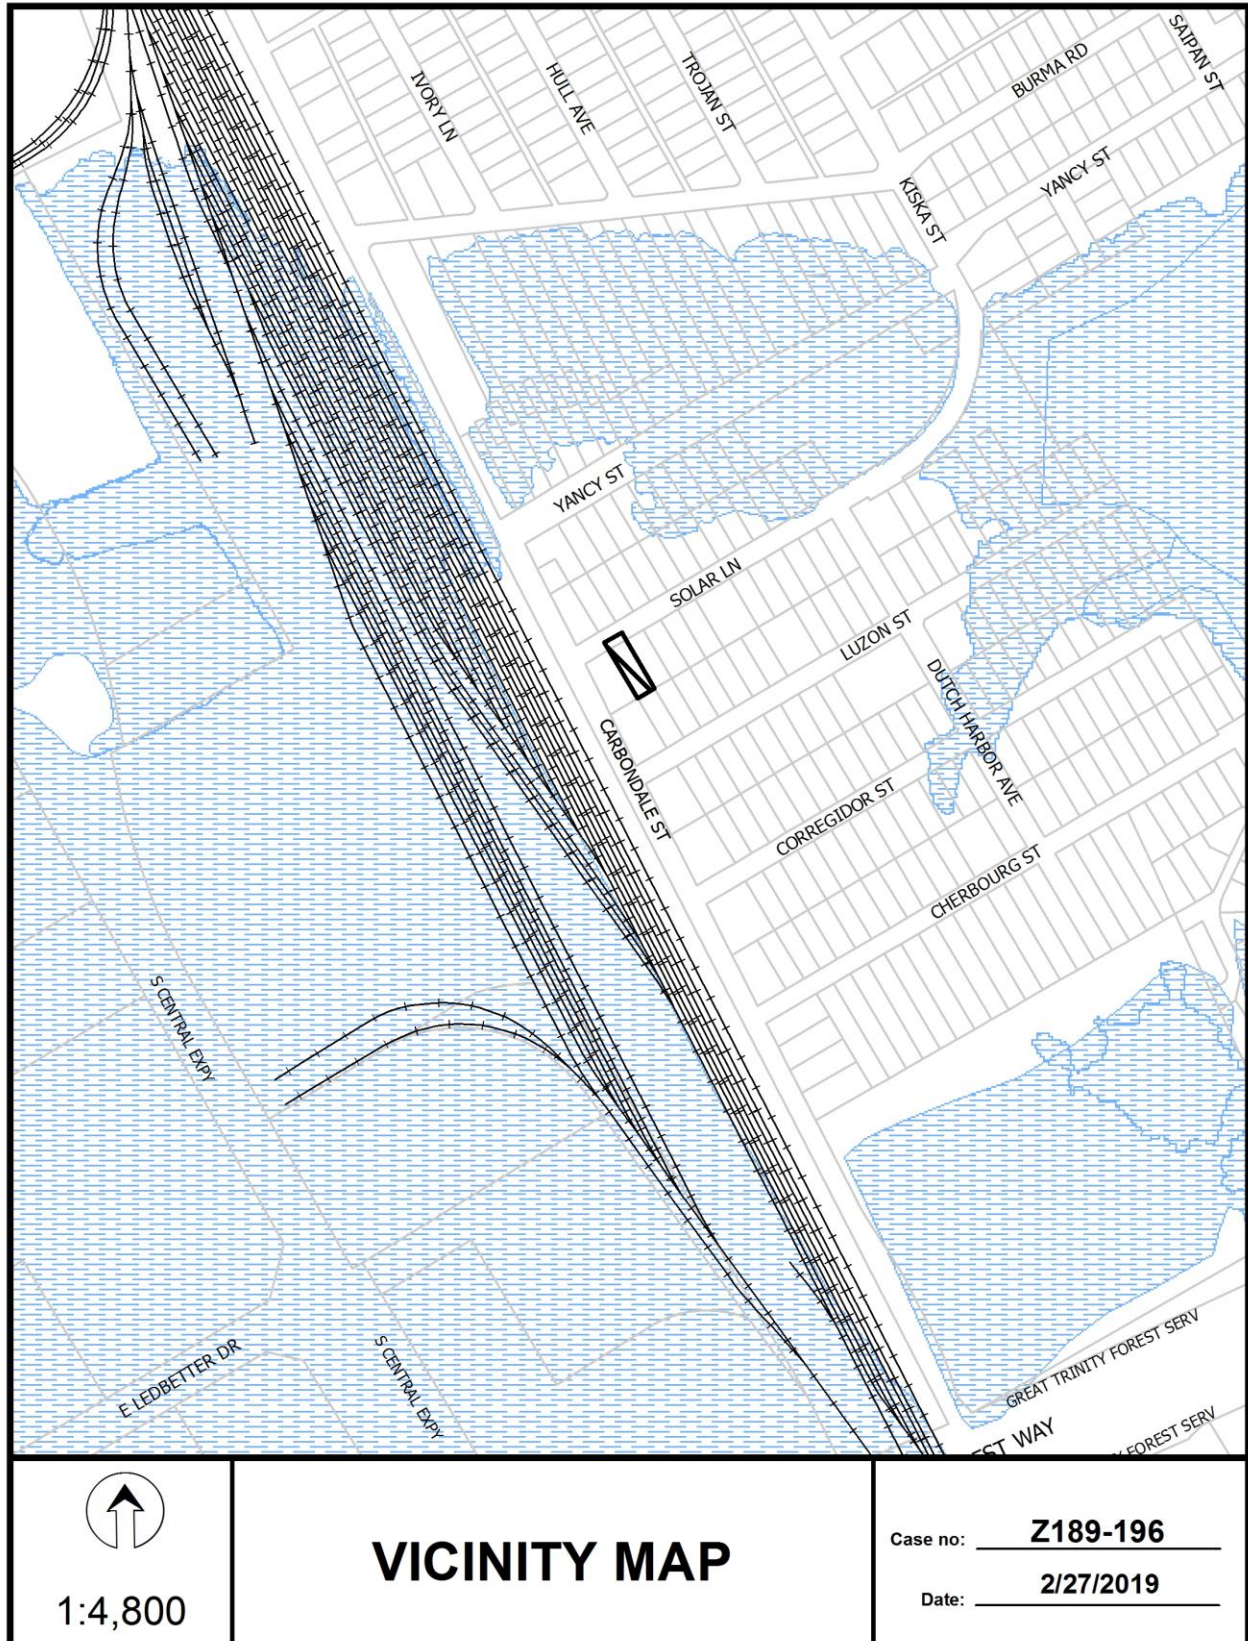 SAIPAN ST
BURMA RD
IVORY LN
HULL AVE
TROJAN ST
YANCY ST
KISKA ST
YANCY ST
SOLAR LN
LUZON ST
DUTCH HARBOR AVE
CARBONDALE ST
CORREGIDOR ST
CHERBOURG ST
S CENTRAL EXPY
S CENTRAL EXPY
E LEDBETTER DR
GREAT TRINITY FOREST SERV
EST WAY
Y FOREST SERV
1:4,800
VICINITY MAP
Case no: Z189-196
Date: 2/27/2019